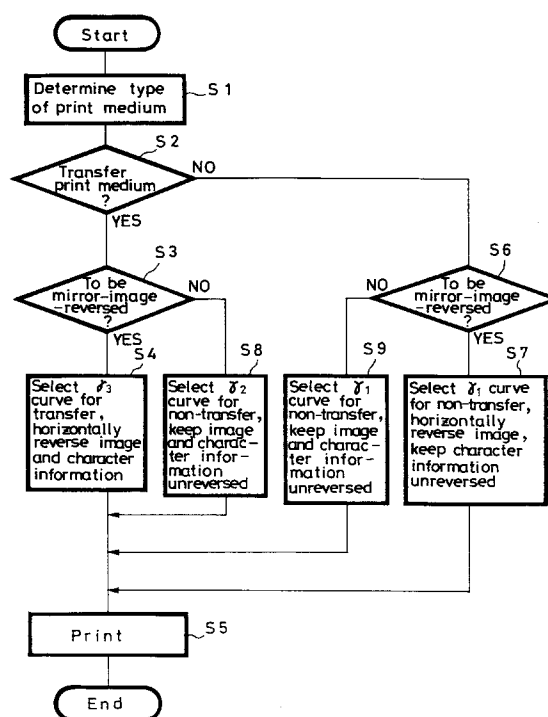 Start
Determine type
of print medium
S1
S2
Transfer
print medium
?
NO
YES
S3
To be
mirror-image
-reversed
?
NO
YES
S6
To be
mirror-image
-reversed
?
NO
YES
S4
Select γ3
curve for
transfer,
horizontally
reverse image
and character
information
S8
Select γ2
curve for
non-transfer,
keep image
and charac-
ter information
unreversed
S9
Select γ1
curve for
non-transfer,
keep image
and charac-
ter infor-
mation
unreversed
S7
Select γ1 curve
for non-transfer,
horizontally
reverse image,
keep character
information
unreversed
Print
S5
End